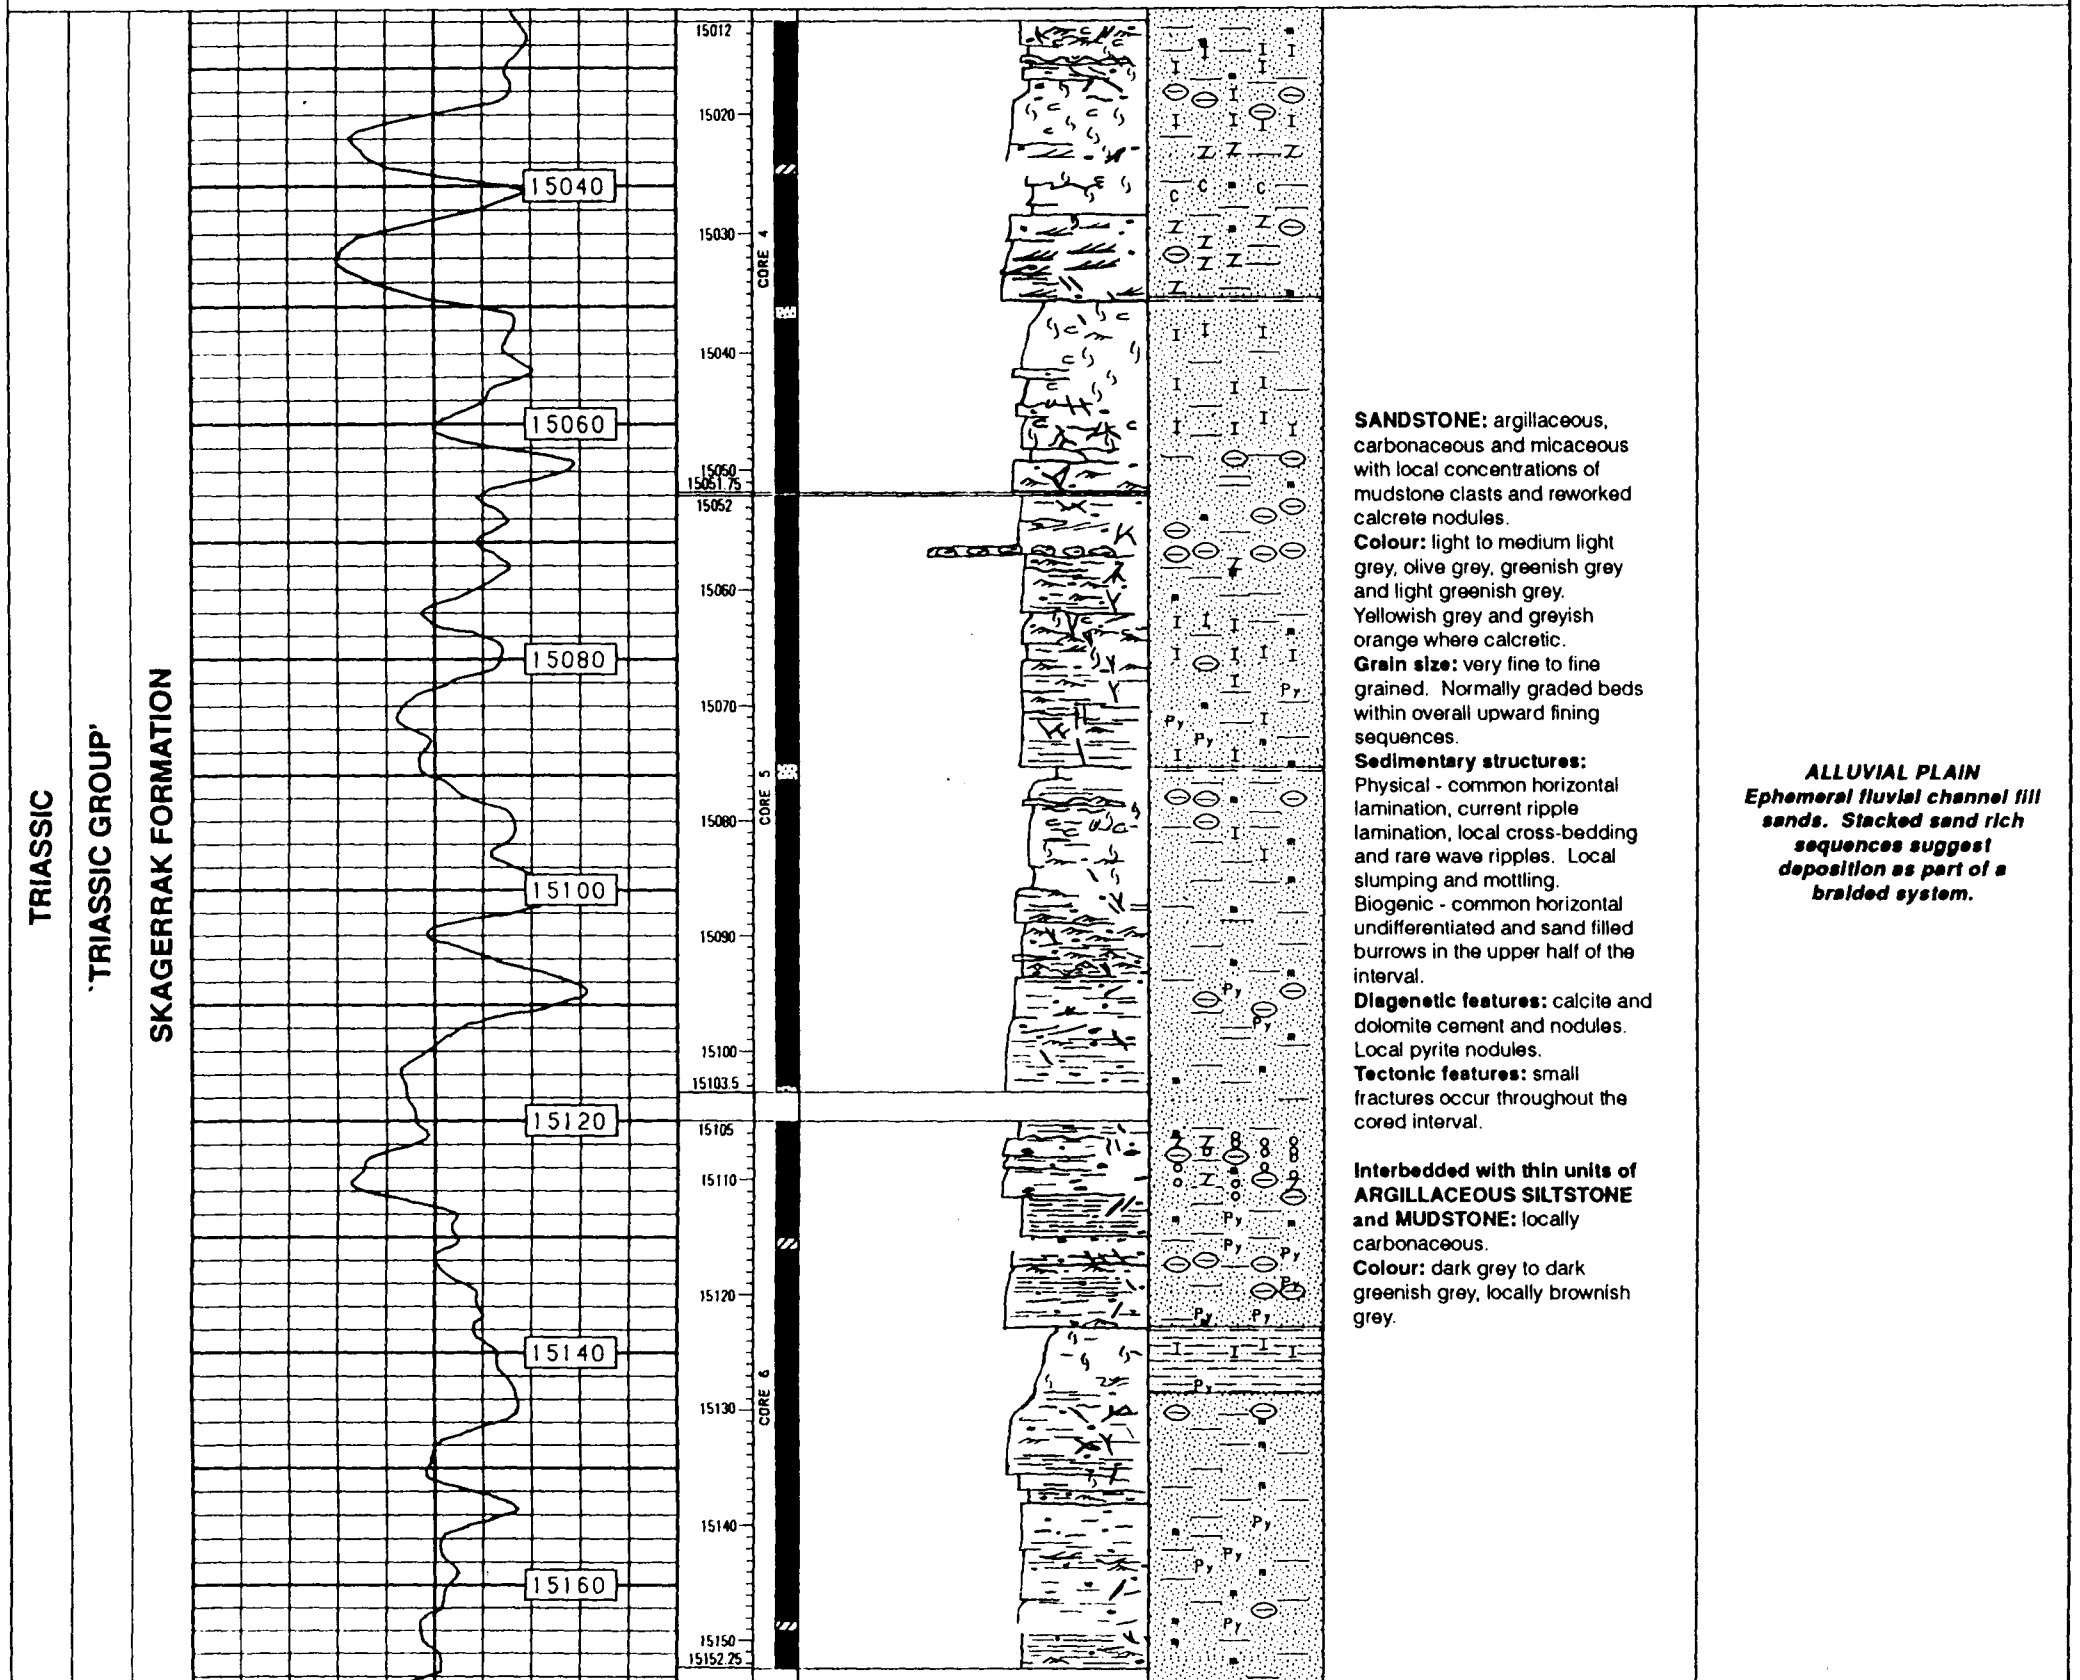 TRIASSIC
`TRIASSIC GROUP'
SKAGERRAK FORMATION
15040
15060
15080
15100
15120
15140
15160
15012
15020
15030
15040
15050
15051.75
15052
15060
15070
15080
15090
15100
15103.5
15105
15110
15120
15130
15140
15150
15152.25
CORE 4
CORE 5
CORE 6
SANDSTONE: argillaceous,
carbonaceous and micaceous
with local concentrations of
mudstone clasts and reworked
calcrete nodules.
Colour: light to medium light
grey, olive grey, greenish grey
and light greenish grey.
Yellowish grey and greyish
orange where calcretic.
Grain size: very fine to fine
grained. Normally graded beds
within overall upward fining
sequences.
Sedimentary structures:
Physical - common horizontal
lamination, current ripple
lamination, local cross-bedding
and rare wave ripples. Local
slumping and mottling.
Biogenic - common horizontal
undifferentiated and sand filled
burrows in the upper half of the
interval.
Diagenetic features: calcite and
dolomite cement and nodules.
Local pyrite nodules.
Tectonic features: small
fractures occur throughout the
cored interval.
Interbedded with thin units of
ARGILLACEOUS SILTSTONE
and MUDSTONE: locally
carbonaceous.
Colour: dark grey to dark
greenish grey, locally brownish
grey.
ALLUVIAL PLAIN
Ephemeral fluvial channel fill
sands. Stacked sand rich
sequences suggest
deposition as part of a
braided system.